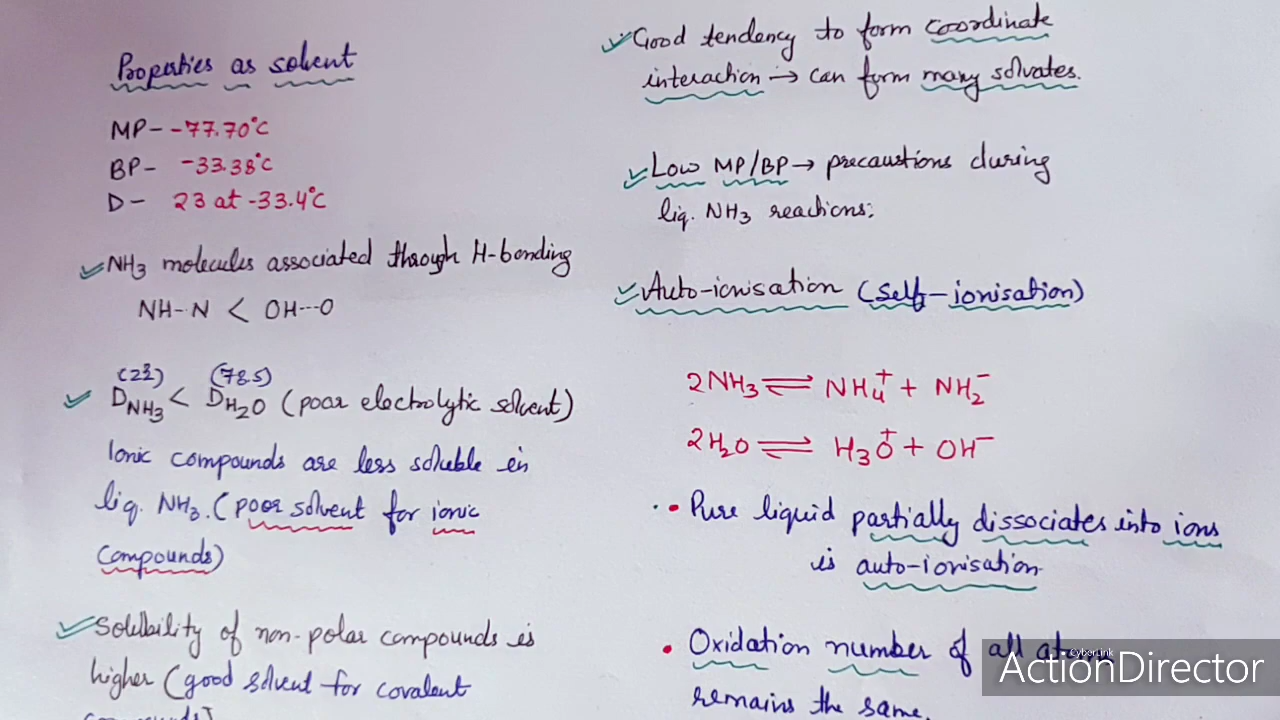 Properties as solvent
MP- -77.70°C
BP- -33.38°C
D- 23 at -33.4°C
NH3 molecules associated through H-bonding
NH--N < OH---O
(22) (78.5)
DNH3 < DH2O (poor electrolytic solvent)
Ionic compounds are less soluble in
liq. NH3. (poor solvent for ionic
compounds)
Solubility of non-polar compounds is
higher (good solvent for covalent
compounds)
Good tendency to form coordinate
interaction → can form many solvates.
Low MP/BP → precaustions during
liq. NH3 reactions.
Auto-ionisation (self-ionisation)
2NH3 ⇌ NH4+ + NH2-
2H2O ⇌ H3O+ + OH-
• Pure liquid partially dissociates into ions
is auto-ionisation
• Oxidation number of all atoms
remains the same.
CyberLink
ActionDirector